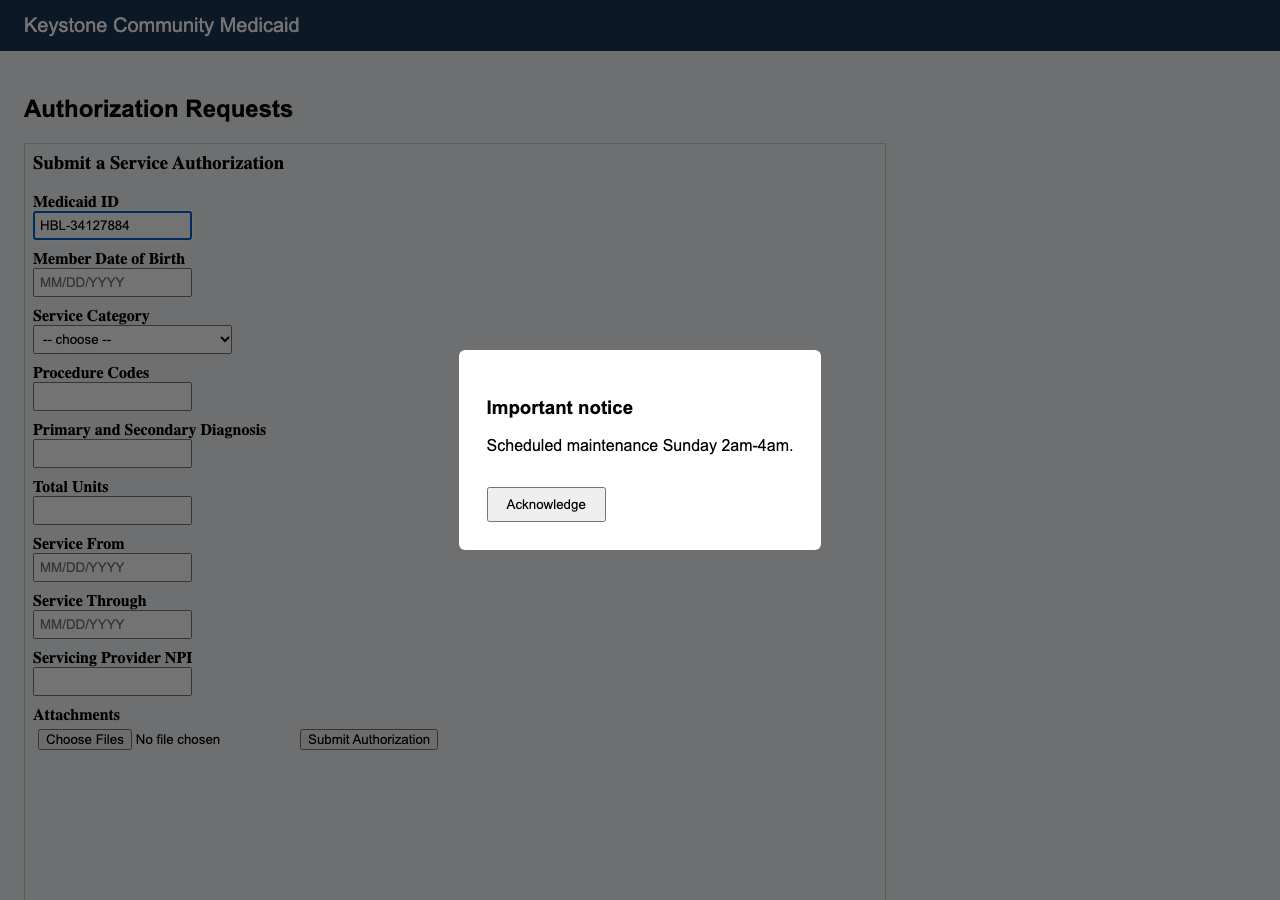 Keystone Community Medicaid
Authorization Requests
Submit a Service Authorization
Medicaid ID
HBL-34127884
Member Date of Birth
MM/DD/YYYY
Service Category
-- choose --
Procedure Codes
Primary and Secondary Diagnosis
Total Units
Service From
MM/DD/YYYY
Service Through
MM/DD/YYYY
Servicing Provider NPI
Attachments
Choose Files No file chosen Submit Authorization
Important notice
Scheduled maintenance Sunday 2am-4am.
Acknowledge